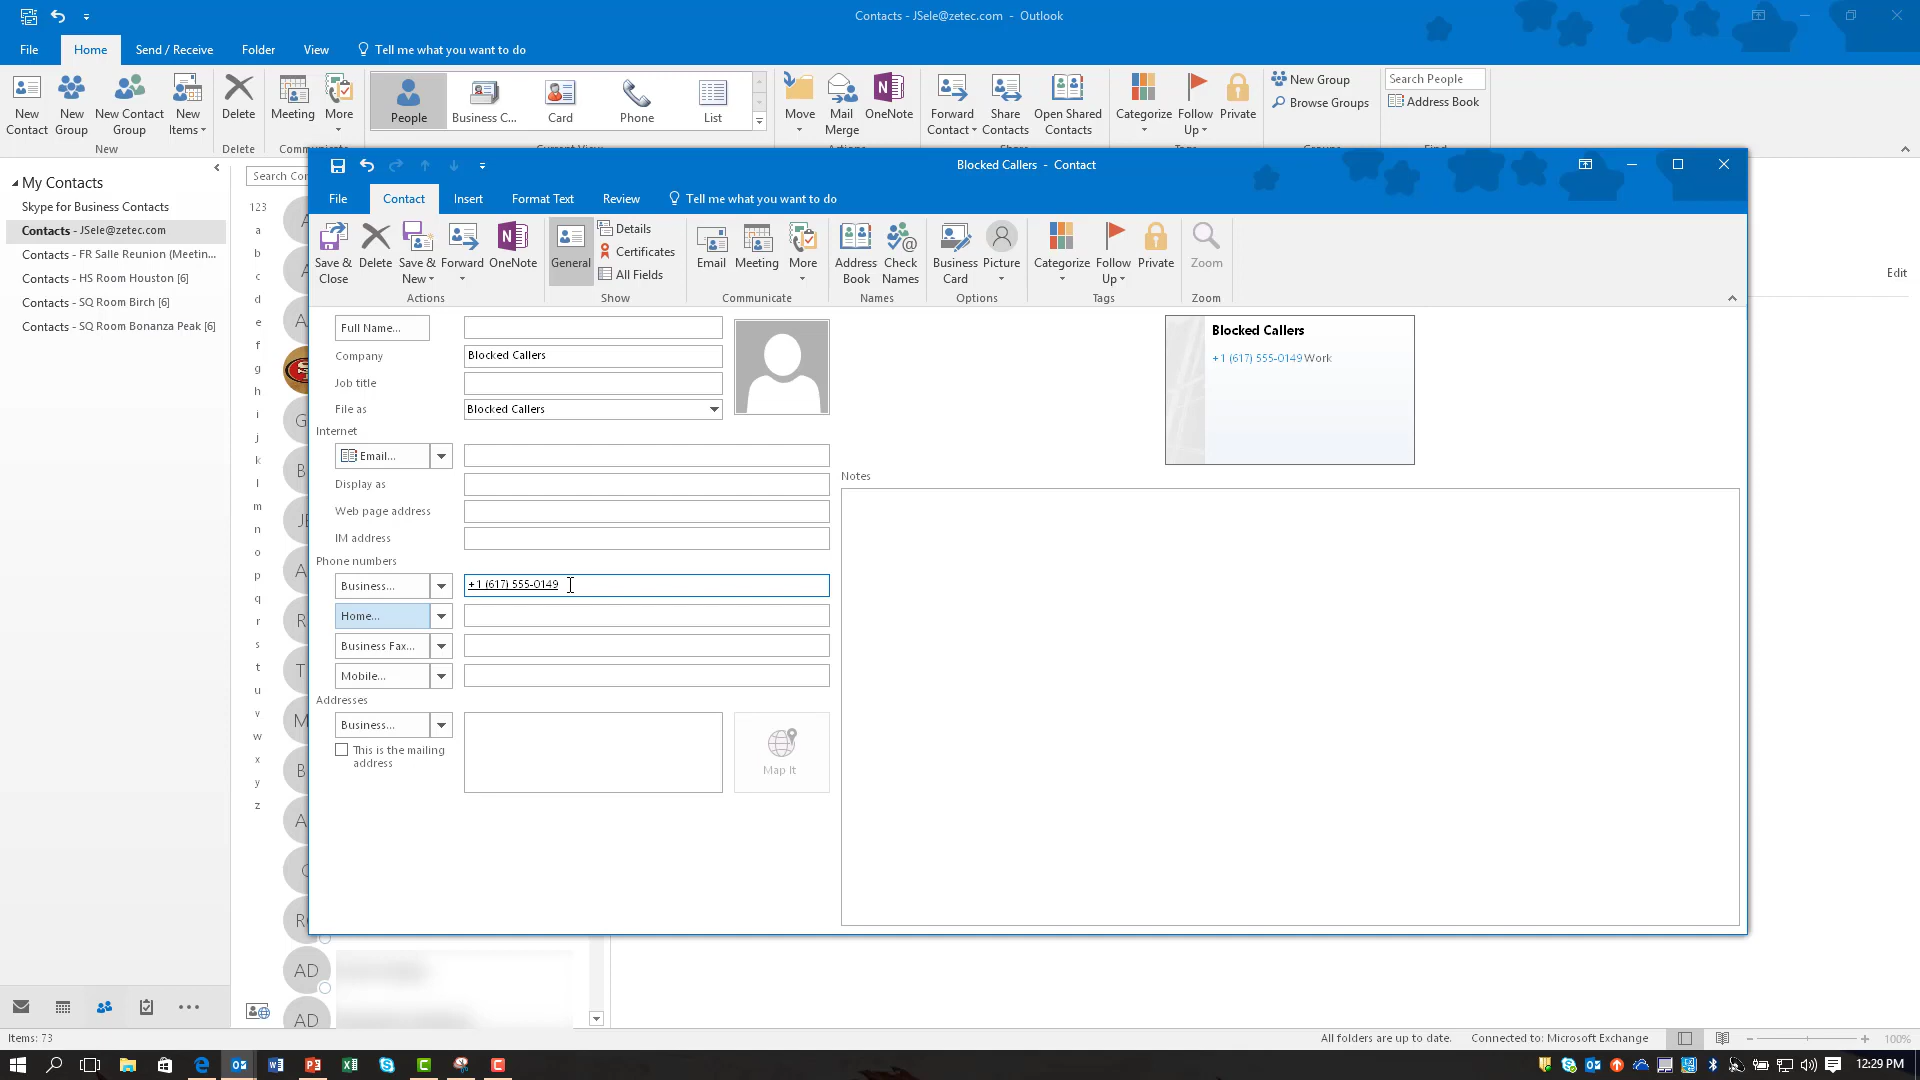 Contacts - JSele@zetec.com - Outlook
File Home Send / Receive Folder View Tell me what you want to do
New Contact
New Group
New Contact Group
New Items
Delete
Meeting
More
People
Business C...
Card
Phone
List
Move
Mail Merge
OneNote
Forward Contact
Share Contacts
Open Shared Contacts
Categorize
Follow Up
Private
New Group
Browse Groups
Search People
Address Book
New
Delete
My Contacts
Skype for Business Contacts
Contacts - JSele@zetec.com
Contacts - FR Salle Reunion (Meetin...
Contacts - HS Room Houston [6]
Contacts - SQ Room Birch [6]
Contacts - SQ Room Bonanza Peak [6]
123
a
b
c
d
e
f
g
h
i
j
k
l
m
n
o
p
q
r
s
t
u
v
w
x
y
z
AD
AD
Edit
Blocked Callers - Contact
File Contact Insert Format Text Review Tell me what you want to do
Save & Close
Delete
Save & New
Forward
OneNote
Actions
General
Details
Certificates
All Fields
Show
Email
Meeting
More
Communicate
Address Book
Check Names
Names
Business Card
Picture
Options
Categorize
Follow Up
Private
Tags
Zoom
Zoom
Full Name...
Company Blocked Callers
Job title
File as Blocked Callers
Internet
Email...
Display as
Web page address
IM address
Phone numbers
Business... +1 (617) 555-0149
Home...
Business Fax...
Mobile...
Addresses
Business...
This is the mailing address
Map It
Blocked Callers
+1 (617) 555-0149 Work
Notes
Items: 73
All folders are up to date. Connected to: Microsoft Exchange
100%
12:29 PM